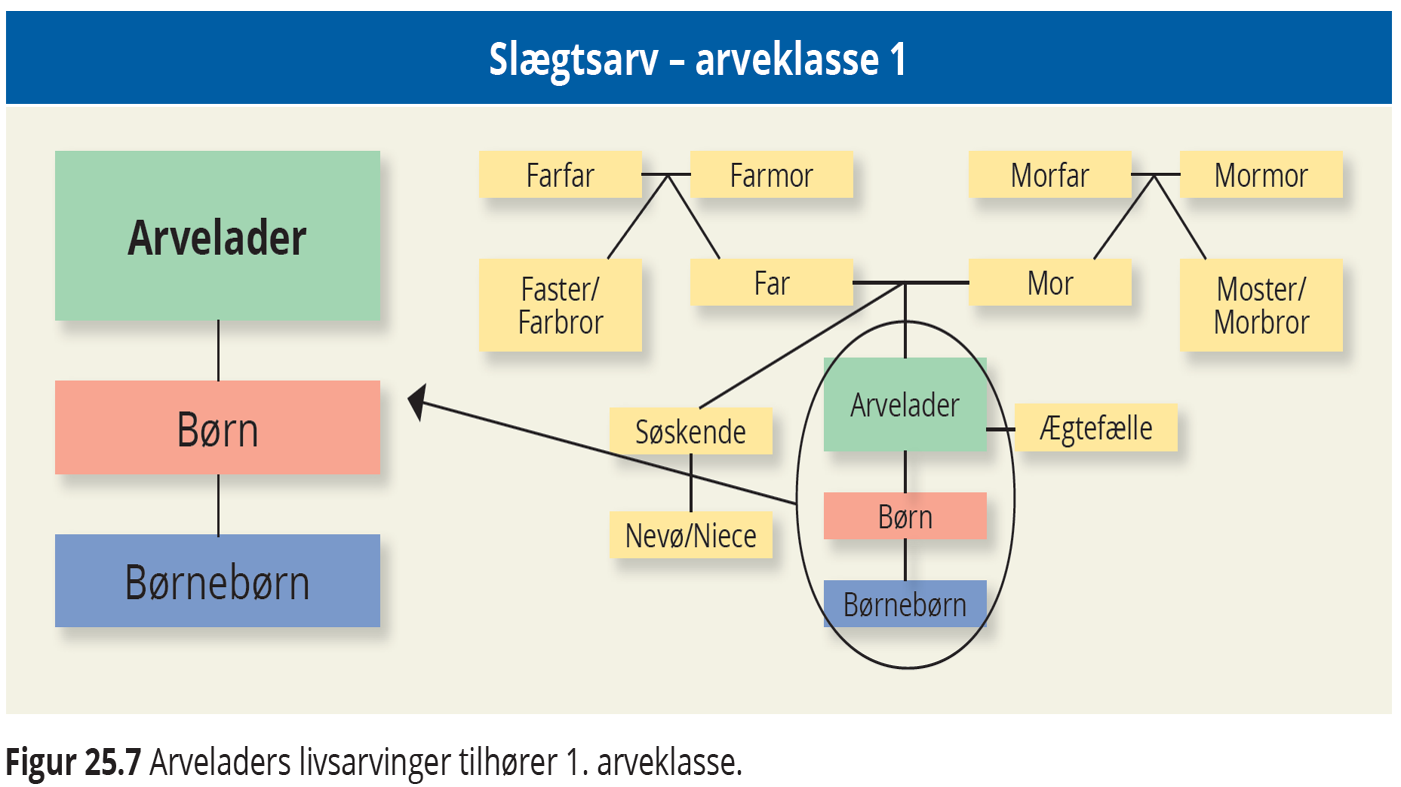 Slægtsarv – arveklasse 1
Arvelader
Børn
Børnebørn
Farfar
Farmor
Morfar
Mormor
Faster/
Farbror
Far
Mor
Moster/
Morbror
Søskende
Nevø/Niece
Arvelader
Ægtefælle
Børn
Børnebørn
Figur 25.7 Arveladers livsarvinger tilhører 1. arveklasse.